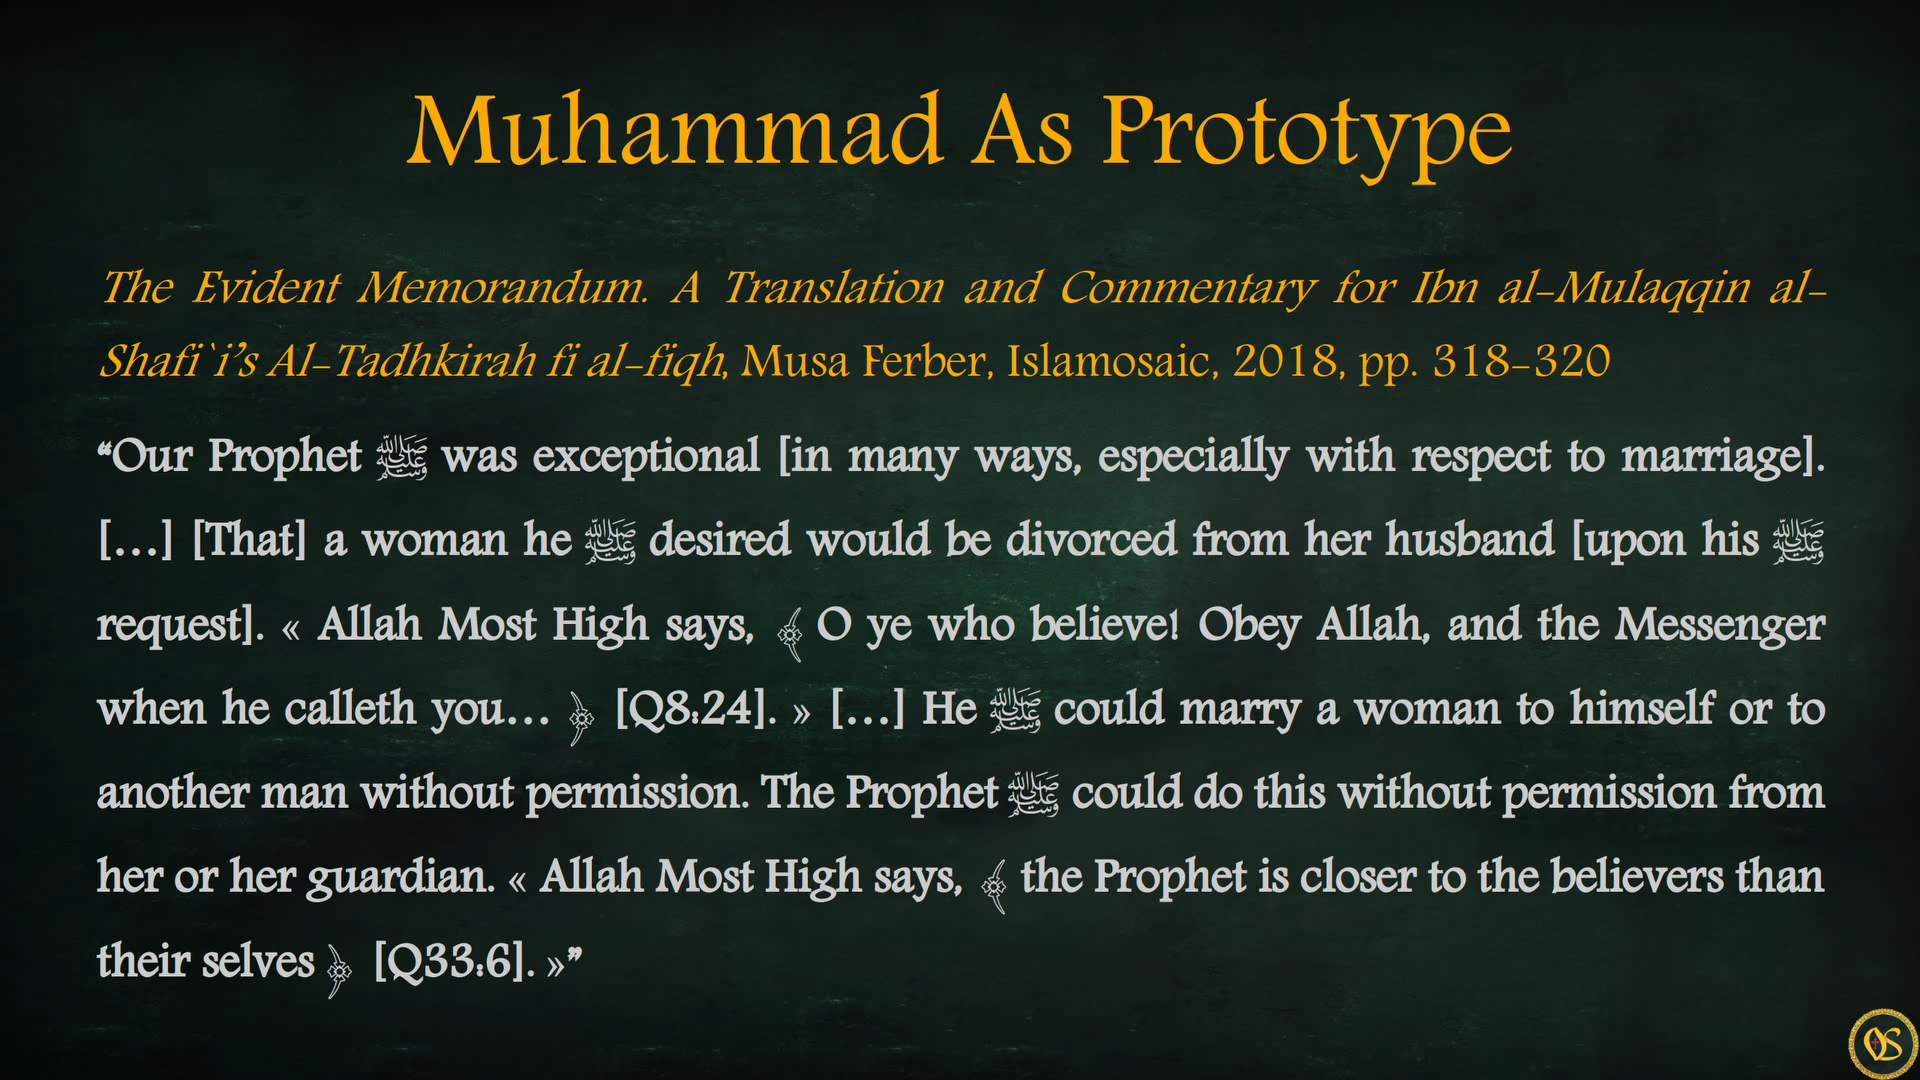 Muhammad As Prototype
The Evident Memorandum. A Translation and Commentary for Ibn al-Mulaqqin al-
Shafi`i’s Al-Tadhkirah fi al-fiqh, Musa Ferber, Islamosaic, 2018, pp. 318-320
“Our Prophet ﷺ was exceptional [in many ways, especially with respect to marriage].
[…] [That] a woman he ﷺ desired would be divorced from her husband [upon his ﷺ
request]. « Allah Most High says, ﴾ O ye who believe! Obey Allah, and the Messenger
when he calleth you… ﴿ [Q8:24]. » […] He ﷺ could marry a woman to himself or to
another man without permission. The Prophet ﷺ could do this without permission from
her or her guardian. « Allah Most High says, ﴾ the Prophet is closer to the believers than
their selves ﴿ [Q33:6]. »”